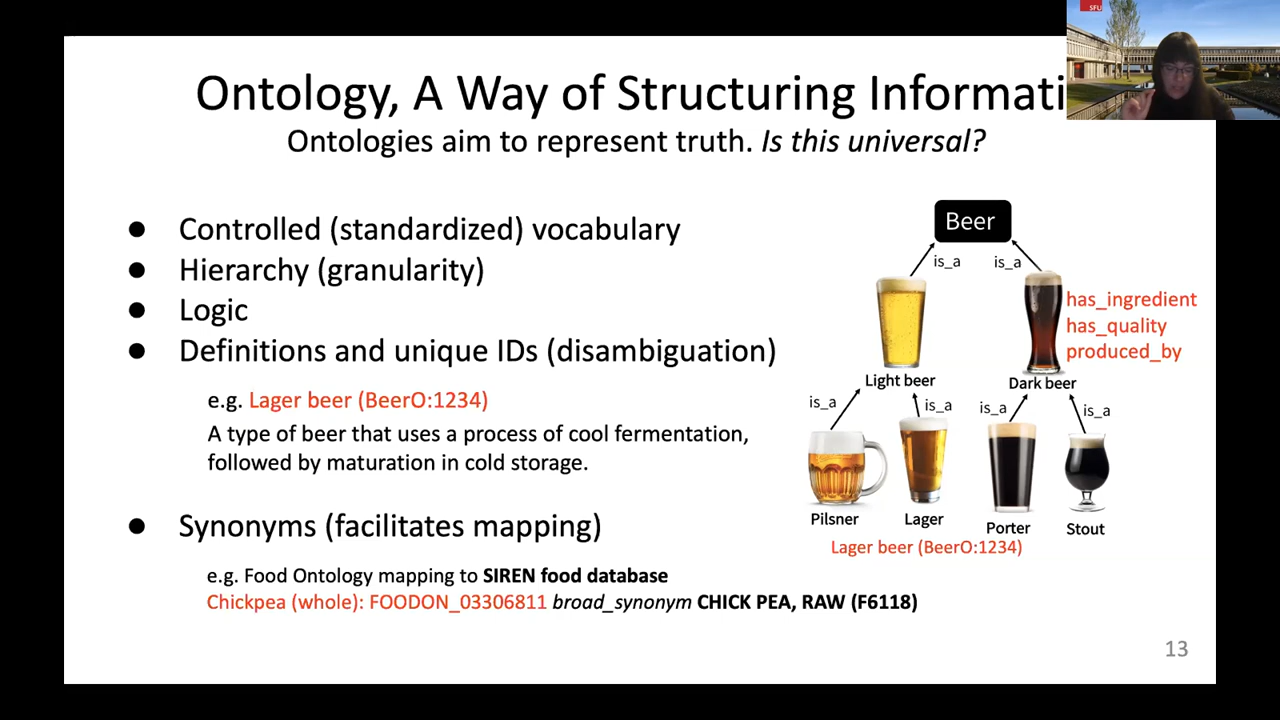 SFU
Ontology, A Way of Structuring Informati
Ontologies aim to represent truth. Is this universal?
● Controlled (standardized) vocabulary
● Hierarchy (granularity)
● Logic
● Definitions and unique IDs (disambiguation)
e.g. Lager beer (BeerO:1234)
A type of beer that uses a process of cool fermentation,
followed by maturation in cold storage.
● Synonyms (facilitates mapping)
e.g. Food Ontology mapping to SIREN food database
Chickpea (whole): FOODON_03306811 broad_synonym CHICK PEA, RAW (F6118)
Beer
is_a is_a
has_ingredient
has_quality
produced_by
Light beer Dark beer
is_a is_a is_a is_a
Pilsner Lager Porter Stout
Lager beer (BeerO:1234)
13